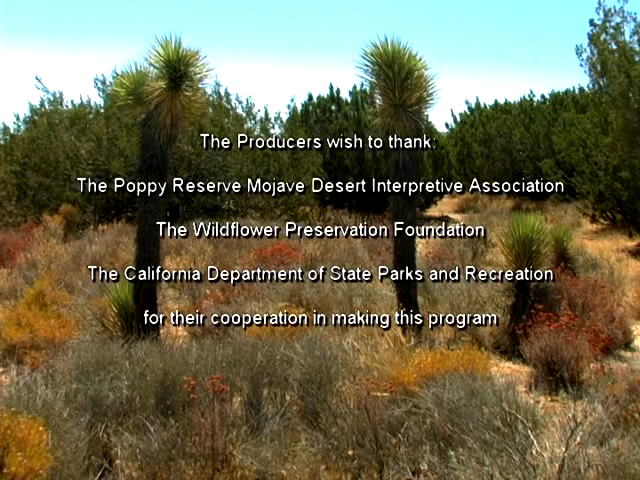 The Producers wish to thank:
The Poppy Reserve Mojave Desert Interpretive Association
The Wildflower Preservation Foundation
The California Department of State Parks and Recreation
for their cooperation in making this program